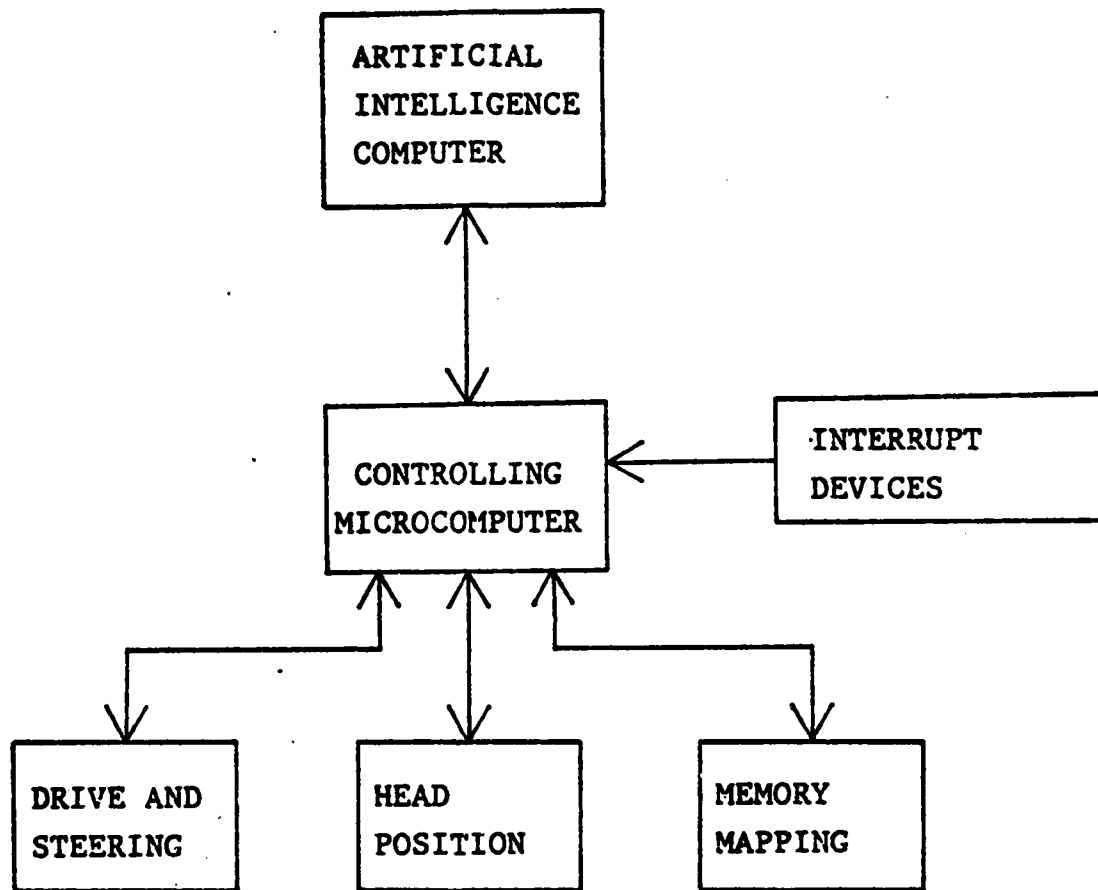 ARTIFICIAL
INTELLIGENCE
COMPUTER
CONTROLLING
MICROCOMPUTER
INTERRUPT
DEVICES
DRIVE AND
STEERING
HEAD
POSITION
MEMORY
MAPPING